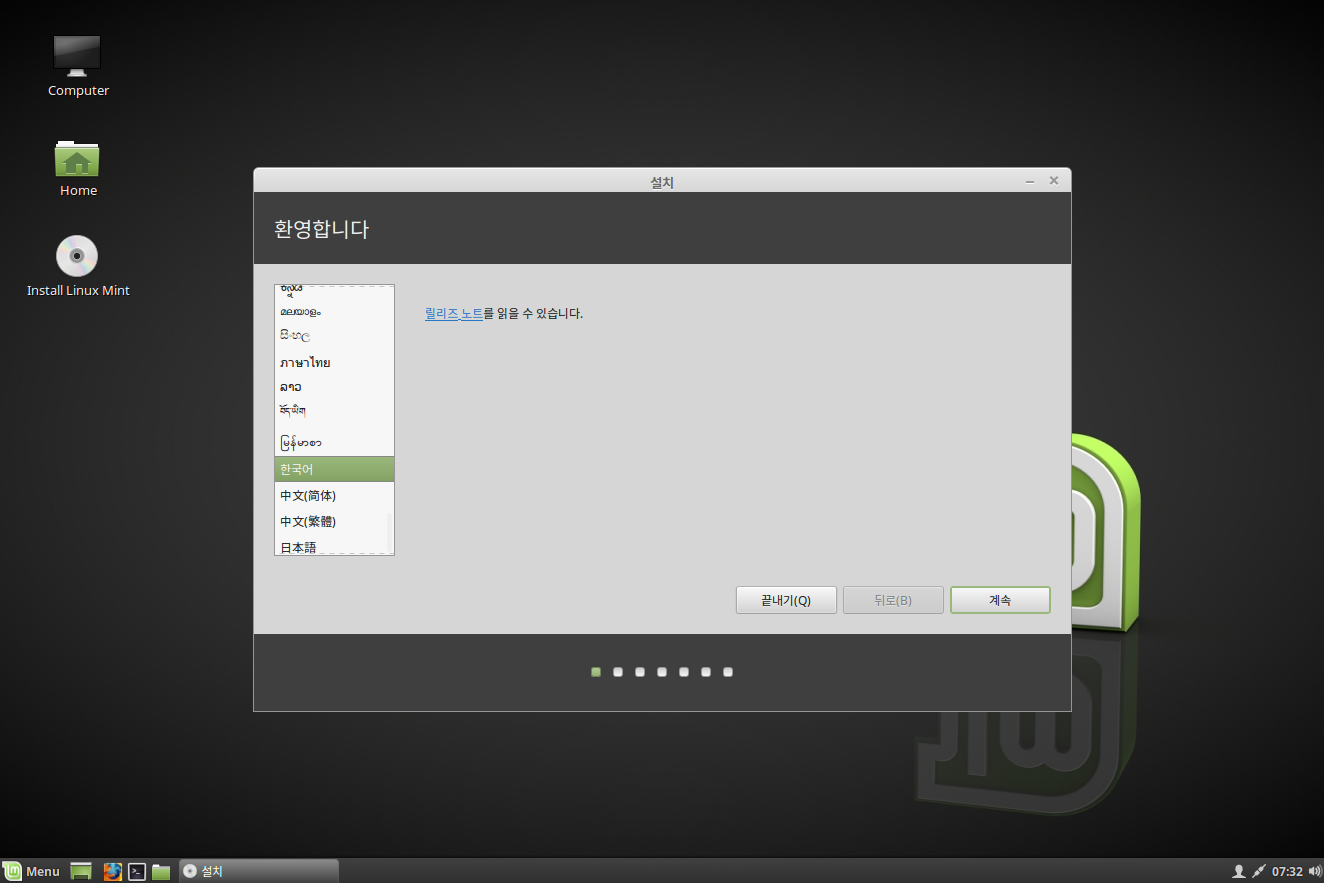 Computer
Home
Install Linux Mint
설치
환영합니다
മലയാളം
සිංහල
ภาษาไทย
ລາວ
བོད་ཡིག
မြန်မာစာ
한국어
中文(简体)
中文(繁體)
日本語
릴리즈 노트를 읽을 수 있습니다.
끝내기(Q)
뒤로(B)
계속
Menu
설치
07:32